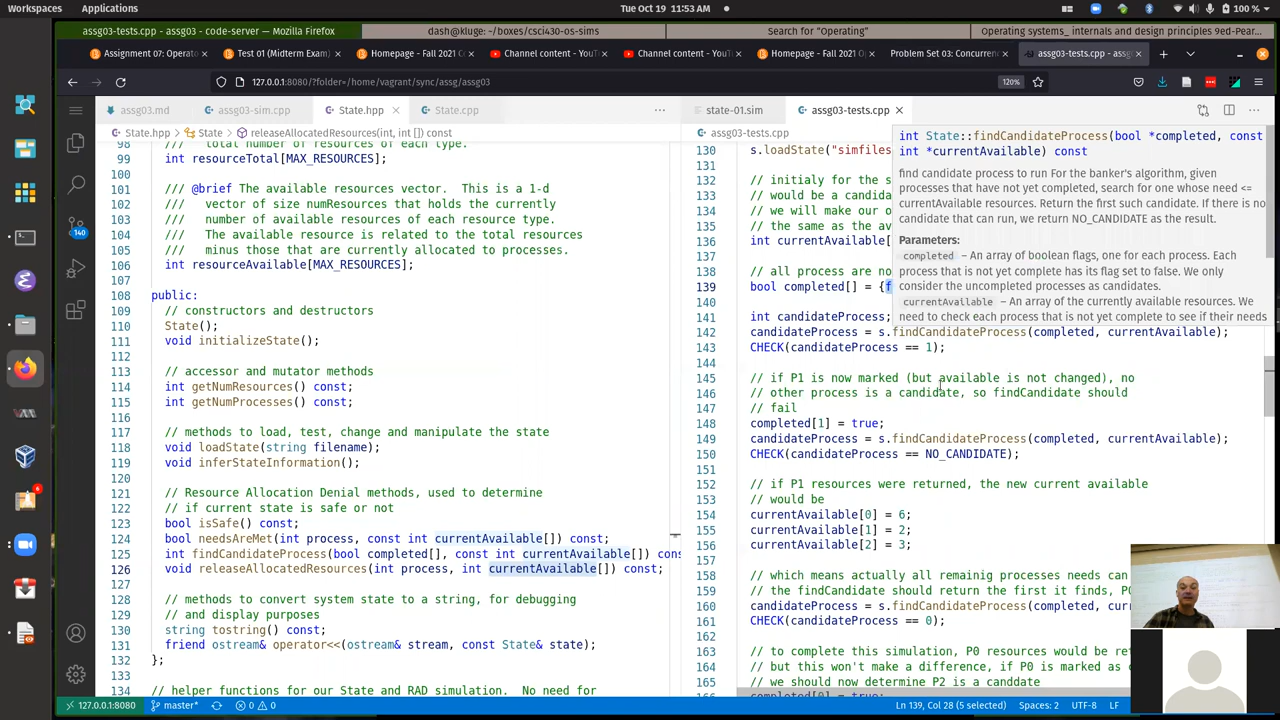 Workspaces Applications Tue Oct 19 11:53 AM 100 %
assg03-tests.cpp - assg03 - code-server — Mozilla Firefox
dash@kluge: ~/boxes/csci430-os-sims
Search for "Operating"
Operating systems_ internals and design principles 9ed-Pear…
Assignment 07: Operat
Test 01 (Midterm Exam)
Homepage - Fall 2021
Channel content - YouT
Channel content - YouT
Homepage - Fall 2021 O
Problem Set 03: Concurrenc
assg03-tests.cpp - assg
127.0.0.1:8080/?folder=/home/vagrant/sync/assg/assg03 120%
assg03.md assg03-sim.cpp State.hpp State.cpp
State.hpp > State > releaseAllocatedResources(int, int []) const
98 /// total number of resources of each type.
99 int resourceTotal[MAX_RESOURCES];
100
101 /// @brief The available resources vector. This is a 1-d
102 /// vector of size numResources that holds the currently
103 /// number of available resources of each resource type.
104 /// The available resource is related to the total resources
105 /// minus those that are currently allocated to processes.
106 int resourceAvailable[MAX_RESOURCES];
107
108 public:
109 // constructors and destructors
110 State();
111 void initializeState();
112
113 // accessor and mutator methods
114 int getNumResources() const;
115 int getNumProcesses() const;
116
117 // methods to load, test, change and manipulate the state
118 void loadState(string filename);
119 void inferStateInformation();
120
121 // Resource Allocation Denial methods, used to determine
122 // if current state is safe or not
123 bool isSafe() const;
124 bool needsAreMet(int process, const int currentAvailable[]) const;
125 int findCandidateProcess(bool completed[], const int currentAvailable[]) cons
126 void releaseAllocatedResources(int process, int currentAvailable[]) const;
127
128 // methods to convert system state to a string, for debugging
129 // and display purposes
130 string tostring() const;
131 friend ostream& operator<<(ostream& stream, const State& state);
132 };
134 // helper functions for our State and RAD simulation. No need for
state-01.sim assg03-tests.cpp
assg03-tests.cpp
130 s.loadState("simfiles
131
132 // initialy for the s
133 // would be a candida
134 // we will make our o
135 // the same as the av
136 int currentAvailable[
137
138 // all process are no
139 bool completed[] = {f
140
141 int candidateProcess;
142 candidateProcess = s.findCandidateProcess(completed, currentAvailable);
143 CHECK(candidateProcess == 1);
144
145 // if P1 is now marked (but available is not changed), no
146 // other process is a candidate, so findCandidate should
147 // fail
148 completed[1] = true;
149 candidateProcess = s.findCandidateProcess(completed, currentAvailable);
150 CHECK(candidateProcess == NO_CANDIDATE);
151
152 // if P1 resources were returned, the new current available
153 // would be
154 currentAvailable[0] = 6;
155 currentAvailable[1] = 2;
156 currentAvailable[2] = 3;
157
158 // which means actually all remainig processes needs can
159 // the findCandidate should return the first it finds, P0
160 candidateProcess = s.findCandidateProcess(completed, cur
161 CHECK(candidateProcess == 0);
162
163 // to complete this simulation, P0 resources would be ret
164 // but this won't make a difference, if P0 is marked as c
165 // we should now determine P2 is a canddate
166 completed[0] = true;
int State::findCandidateProcess(bool *completed, const
int *currentAvailable) const
find candidate process to run For the banker's algorithm, given
processes that have not yet completed, search for one whose need <=
currentAvailable resources. Return the first such candidate. If there is no
candidate that can run, we return NO_CANDIDATE as the result.
Parameters:
completed – An array of boolean flags, one for each process. Each
process that is not yet complete has its flag set to false. We only
consider the uncompleted processes as candidates.
currentAvailable – An array of the currently available resources. We
need to check each process that is not yet complete to see if their needs
140
127.0.0.1:8080 master* 0 0 Ln 139, Col 28 (5 selected) Spaces: 2 UTF-8 LF